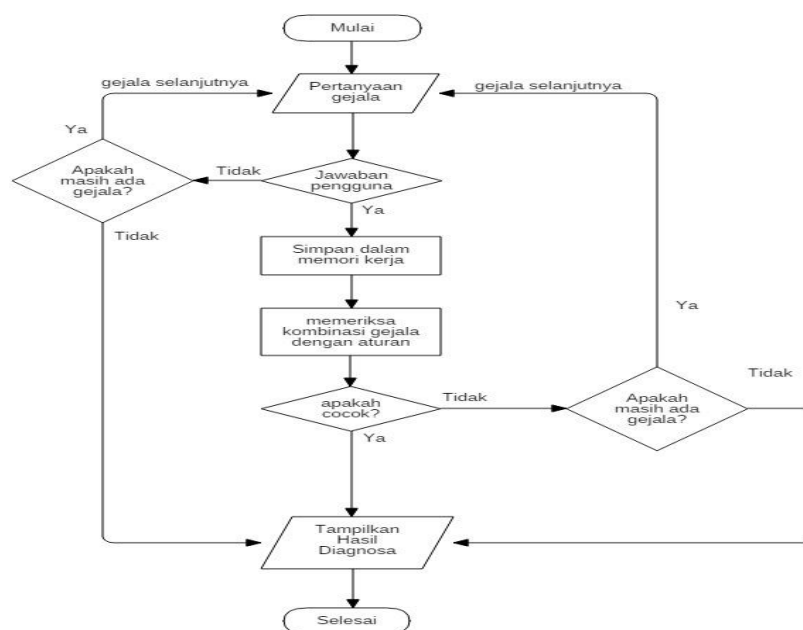 Mulai
gejala selanjutnya
Pertanyaan
gejala
gejala selanjutnya
Ya
Apakah
masih ada
gejala?
Tidak
Jawaban
pengguna
Ya
Tidak
Simpan dalam
memori kerja
memeriksa
kombinasi gejala
dengan aturan
Ya
apakah
cocok?
Tidak
Apakah
masih ada
gejala?
Tidak
Ya
Tampilkan
Hasil
Diagnosa
Selesai